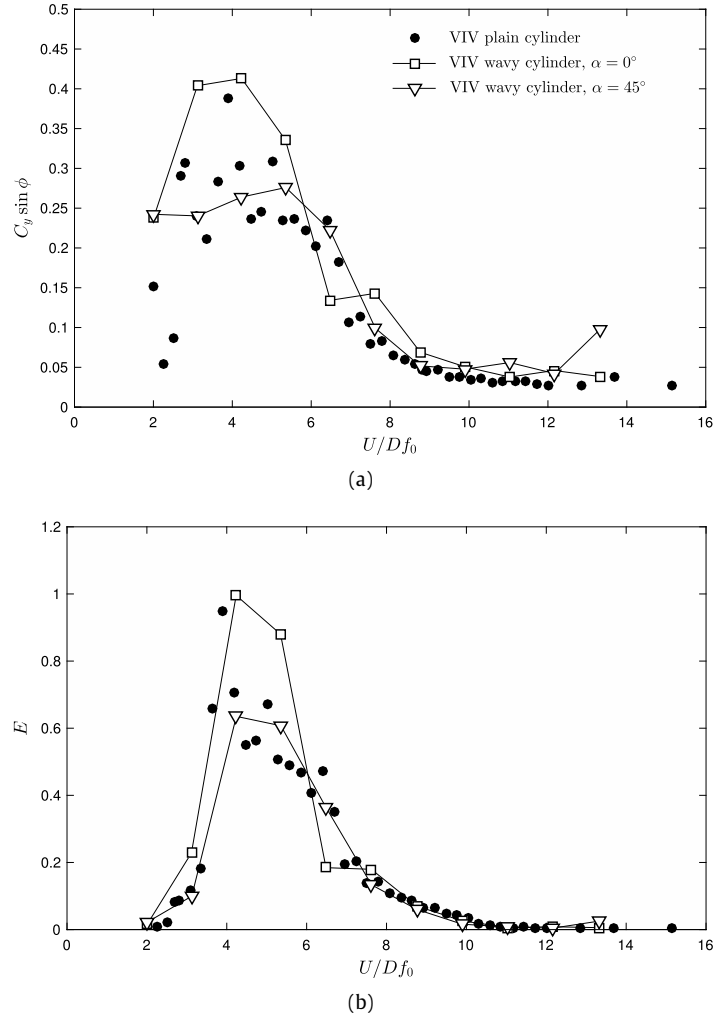 0.5
0.45
0.4
0.35
0.3
0.25
0.2
0.15
0.1
0.05
0
C_y sin ϕ
VIV plain cylinder
VIV wavy cylinder, α = 0°
VIV wavy cylinder, α = 45°
0 2 4 6 8 10 12 14 16
U/Df_0
(a)
1.2
1
0.8
0.6
0.4
0.2
0
E
0 2 4 6 8 10 12 14 16
U/Df_0
(b)